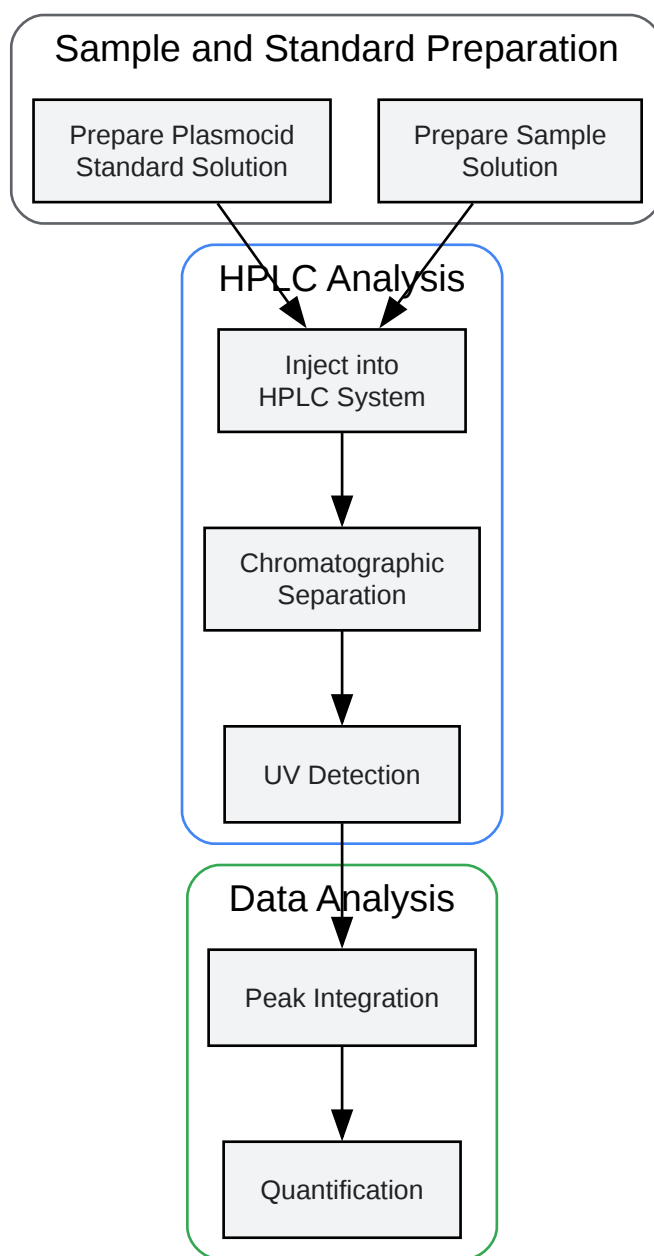 Sample and Standard Preparation
Prepare Plasmocid
Standard Solution
Prepare Sample
Solution
HPLC Analysis
Inject into
HPLC System
Chromatographic
Separation
UV Detection
Data Analysis
Peak Integration
Quantification